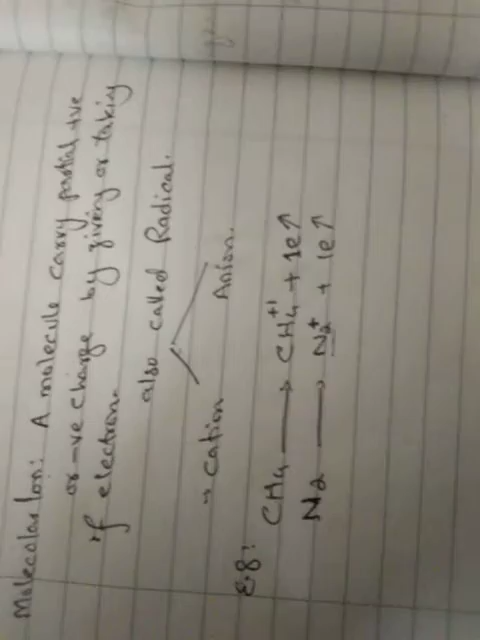 Molecular Ion: A molecule carry partial +ve
or -ve charge by giving or taking
of electron.
also called Radical.
→ Cation Anion.
E.g:
CH4 → CH4+1 + 1e↑
N2 → N2+ + 1e↑